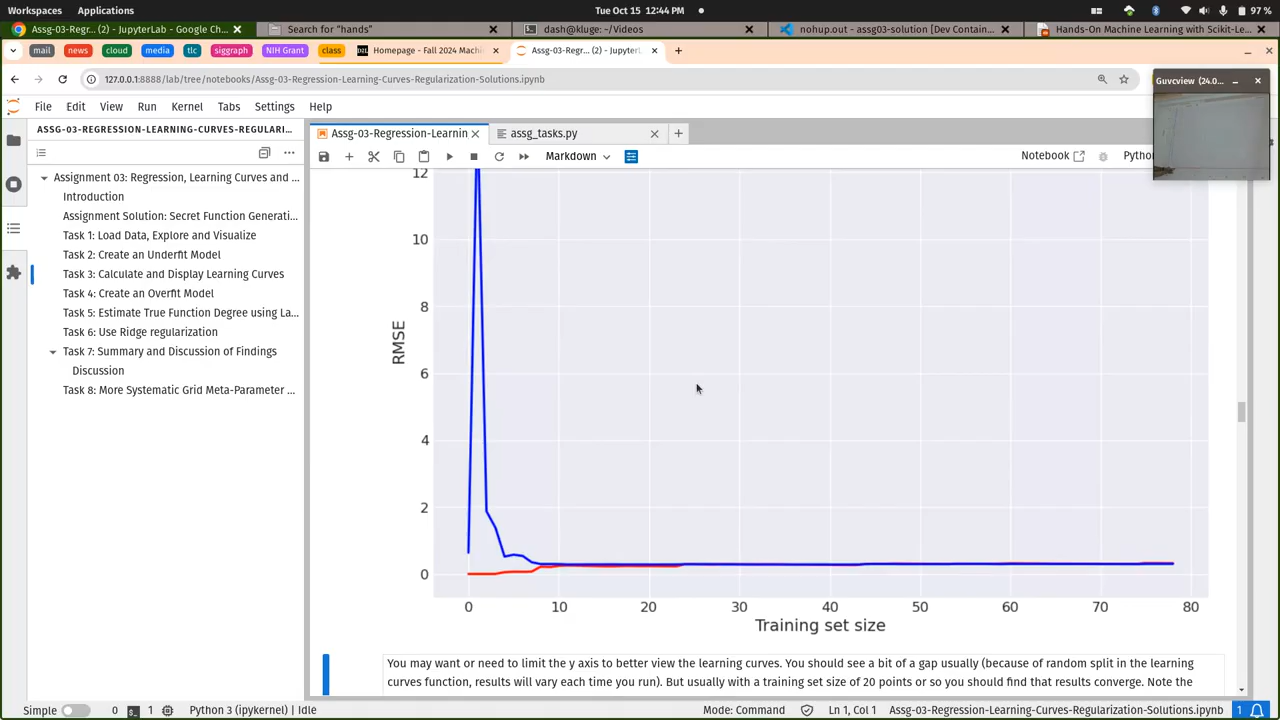 Workspaces Applications Tue Oct 15 12:44 PM 97 %
Assg-03-Regr... (2) - JupyterLab - Google Ch... Search for "hands" dash@kluge: ~/Videos nohup.out - assg03-solution [Dev Contain... Hands-On Machine Learning with Scikit-Le...
mail news cloud media tlc siggraph NIH Grant class D2L Homepage - Fall 2024 Machi Assg-03-Regr... (2) - Jupyter
127.0.0.1:8888/lab/tree/notebooks/Assg-03-Regression-Learning-Curves-Regularization-Solutions.ipynb
Guvcview (24.0...
File Edit View Run Kernel Tabs Settings Help
ASSG-03-REGRESSION-LEARNING-CURVES-REGULARI...
Assg-03-Regression-Learnin assg_tasks.py
Markdown Notebook Python
Assignment 03: Regression, Learning Curves and ...
Introduction
Assignment Solution: Secret Function Generati...
Task 1: Load Data, Explore and Visualize
Task 2: Create an Underfit Model
Task 3: Calculate and Display Learning Curves
Task 4: Create an Overfit Model
Task 5: Estimate True Function Degree using La...
Task 6: Use Ridge regularization
Task 7: Summary and Discussion of Findings
Discussion
Task 8: More Systematic Grid Meta-Parameter ...
12
10
8
6
4
2
0
RMSE
0 10 20 30 40 50 60 70 80
Training set size
You may want or need to limit the y axis to better view the learning curves. You should see a bit of a gap usually (because of random split in the learning
curves function, results will vary each time you run). But usually with a training set size of 20 points or so you should find that results converge. Note the
Simple 0 1 Python 3 (ipykernel) | Idle Mode: Command Ln 1, Col 1 Assg-03-Regression-Learning-Curves-Regularization-Solutions.ipynb 1